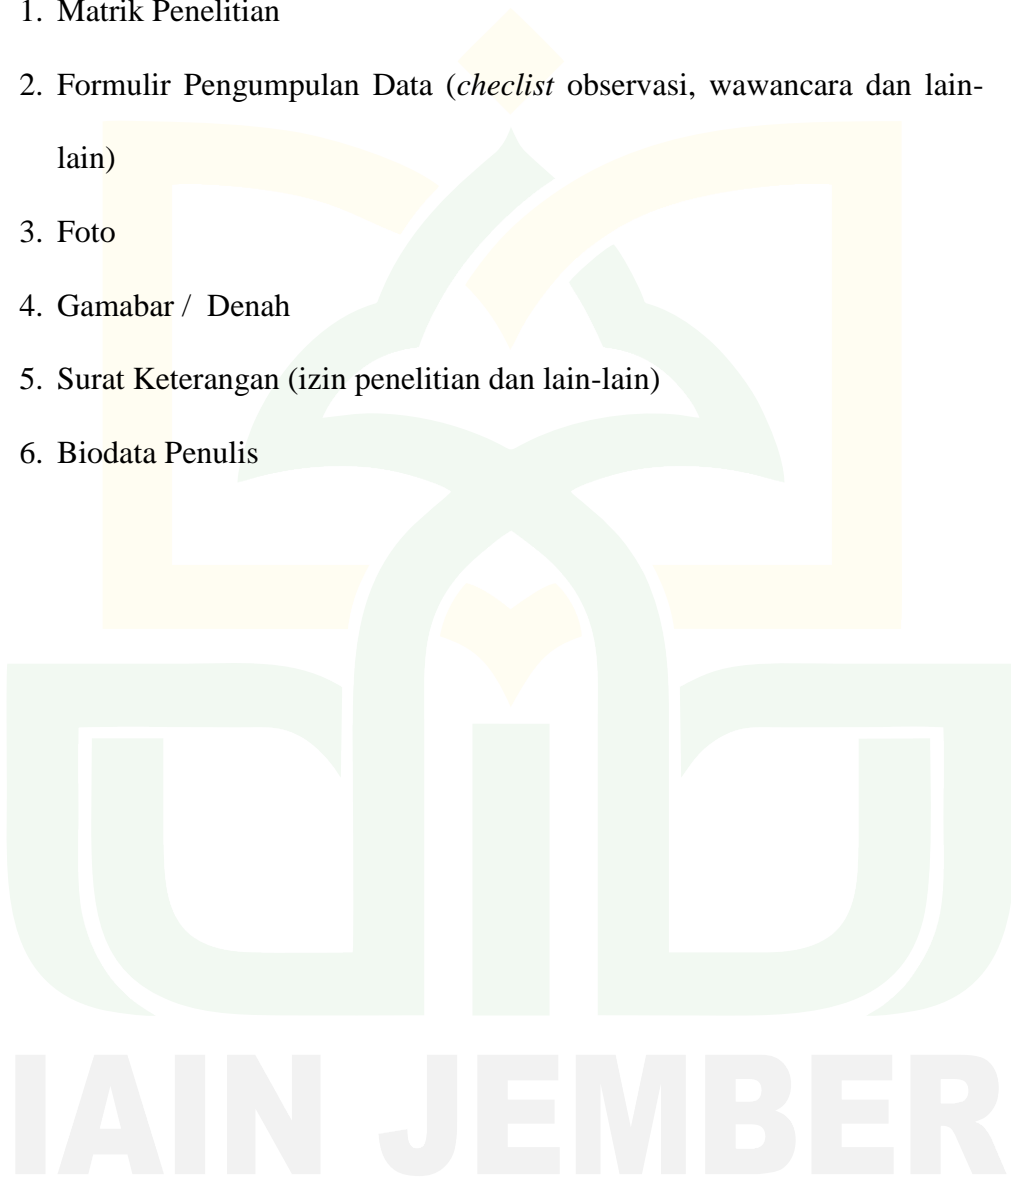 1. Matrik Penelitian
2. Formulir Pengumpulan Data (checlist observasi, wawancara dan lain-
lain)
3. Foto
4. Gamabar / Denah
5. Surat Keterangan (izin penelitian dan lain-lain)
6. Biodata Penulis
IAIN JEMBER